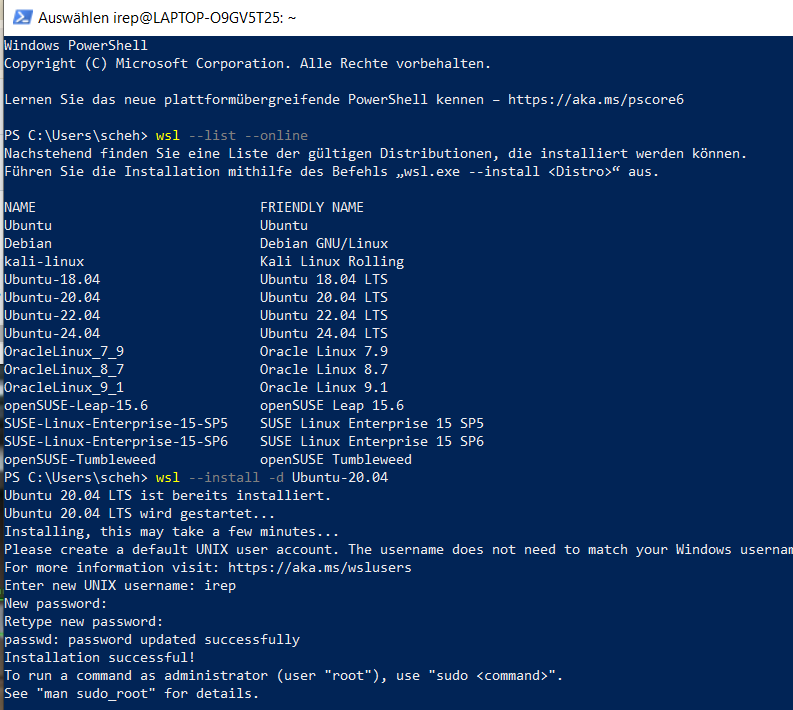 Auswählen irep@LAPTOP-O9GV5T25: ~
Windows PowerShell
Copyright (C) Microsoft Corporation. Alle Rechte vorbehalten.
Lernen Sie das neue plattformübergreifende PowerShell kennen – https://aka.ms/pscore6
PS C:\Users\scheh> wsl --list --online
Nachstehend finden Sie eine Liste der gültigen Distributionen, die installiert werden können.
Führen Sie die Installation mithilfe des Befehls „wsl.exe --install <Distro>“ aus.
NAME FRIENDLY NAME
Ubuntu Ubuntu
Debian Debian GNU/Linux
kali-linux Kali Linux Rolling
Ubuntu-18.04 Ubuntu 18.04 LTS
Ubuntu-20.04 Ubuntu 20.04 LTS
Ubuntu-22.04 Ubuntu 22.04 LTS
Ubuntu-24.04 Ubuntu 24.04 LTS
OracleLinux_7_9 Oracle Linux 7.9
OracleLinux_8_7 Oracle Linux 8.7
OracleLinux_9_1 Oracle Linux 9.1
openSUSE-Leap-15.6 openSUSE Leap 15.6
SUSE-Linux-Enterprise-15-SP5 SUSE Linux Enterprise 15 SP5
SUSE-Linux-Enterprise-15-SP6 SUSE Linux Enterprise 15 SP6
openSUSE-Tumbleweed openSUSE Tumbleweed
PS C:\Users\scheh> wsl --install -d Ubuntu-20.04
Ubuntu 20.04 LTS ist bereits installiert.
Ubuntu 20.04 LTS wird gestartet...
Installing, this may take a few minutes...
Please create a default UNIX user account. The username does not need to match your Windows usernam
For more information visit: https://aka.ms/wslusers
Enter new UNIX username: irep
New password:
Retype new password:
passwd: password updated successfully
Installation successful!
To run a command as administrator (user "root"), use "sudo <command>".
See "man sudo_root" for details.